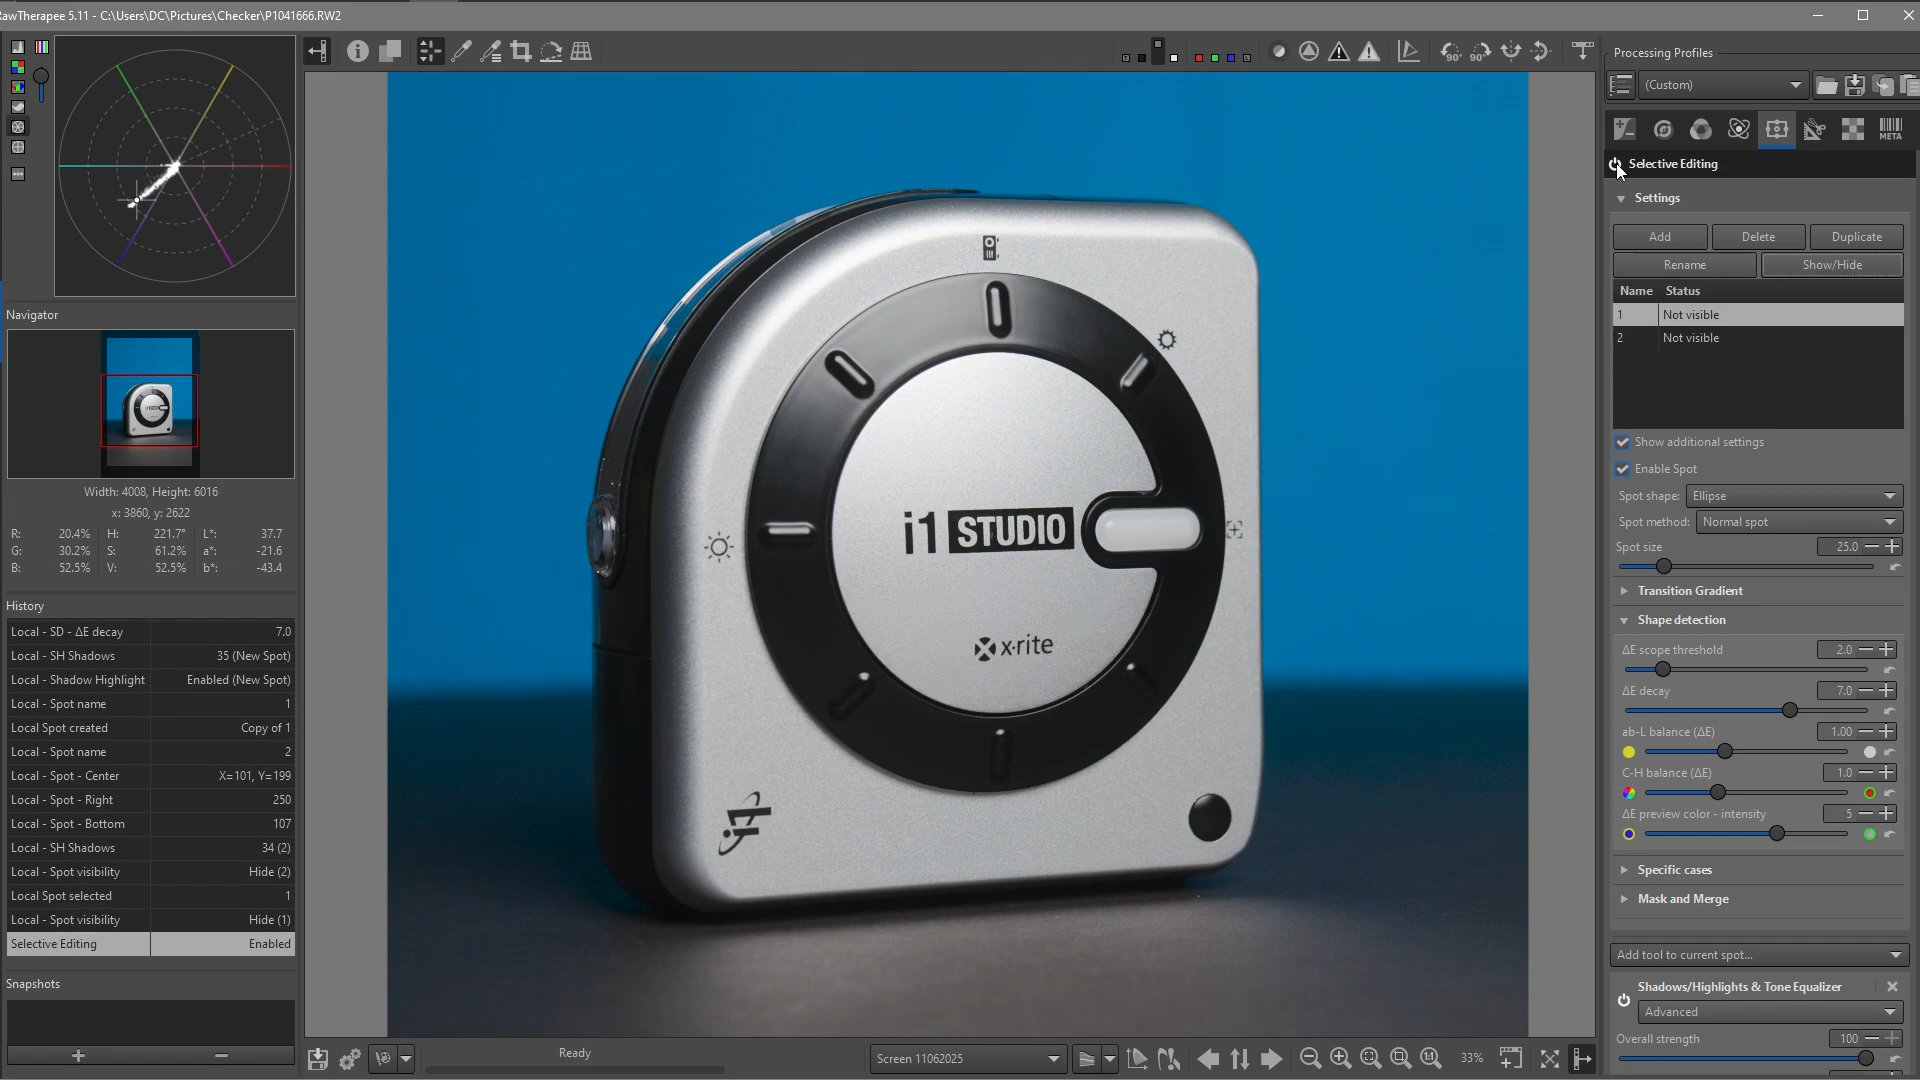 RawTherapee 5.11 - C:\Users\DC\Pictures\Checker\P1041666.RW2
Processing Profiles
(Custom)
META
Selective Editing
Settings
Add Delete Duplicate
Rename Show/Hide
Name Status
1 Not visible
2 Not visible
Show additional settings
Enable Spot
Spot shape: Ellipse
Spot method: Normal spot
Spot size 25.0
Transition Gradient
Shape detection
ΔE scope threshold 2.0
ΔE decay 7.0
ab-L balance (ΔE) 1.00
C-H balance (ΔE) 1.0
ΔE preview color - intensity 5
Specific cases
Mask and Merge
Add tool to current spot...
Shadows/Highlights & Tone Equalizer
Advanced
Overall strength 100
Navigator
Width: 4008, Height: 6016
x: 3860, y: 2622
R: 20.4% H: 221.7° L*: 37.7
G: 30.2% S: 61.2% a*: -21.6
B: 52.5% V: 52.5% b*: -43.4
History
Local - SD - ΔE decay 7.0
Local - SH Shadows 35 (New Spot)
Local - Shadow Highlight Enabled (New Spot)
Local - Spot name 1
Local Spot created Copy of 1
Local - Spot name 2
Local - Spot - Center X=101, Y=199
Local - Spot - Right 250
Local - Spot - Bottom 107
Local - SH Shadows 34 (2)
Local - Spot visibility Hide (2)
Local Spot selected 1
Local - Spot visibility Hide (1)
Selective Editing Enabled
Snapshots
i1 STUDIO
x·rite
Ready
Screen 11062025
33%
90° 90°
1:1